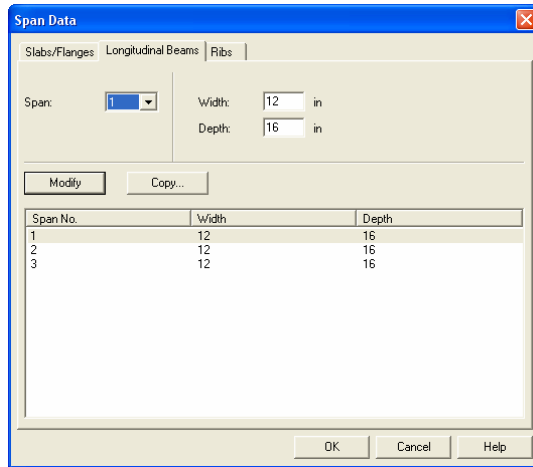 Span Data
Slabs/Flanges Longitudinal Beams Ribs
Span: 1 Width: 12 in
Depth: 16 in
Modify Copy...
Span No. Width Depth
1 12 16
2 12 16
3 12 16
OK Cancel Help